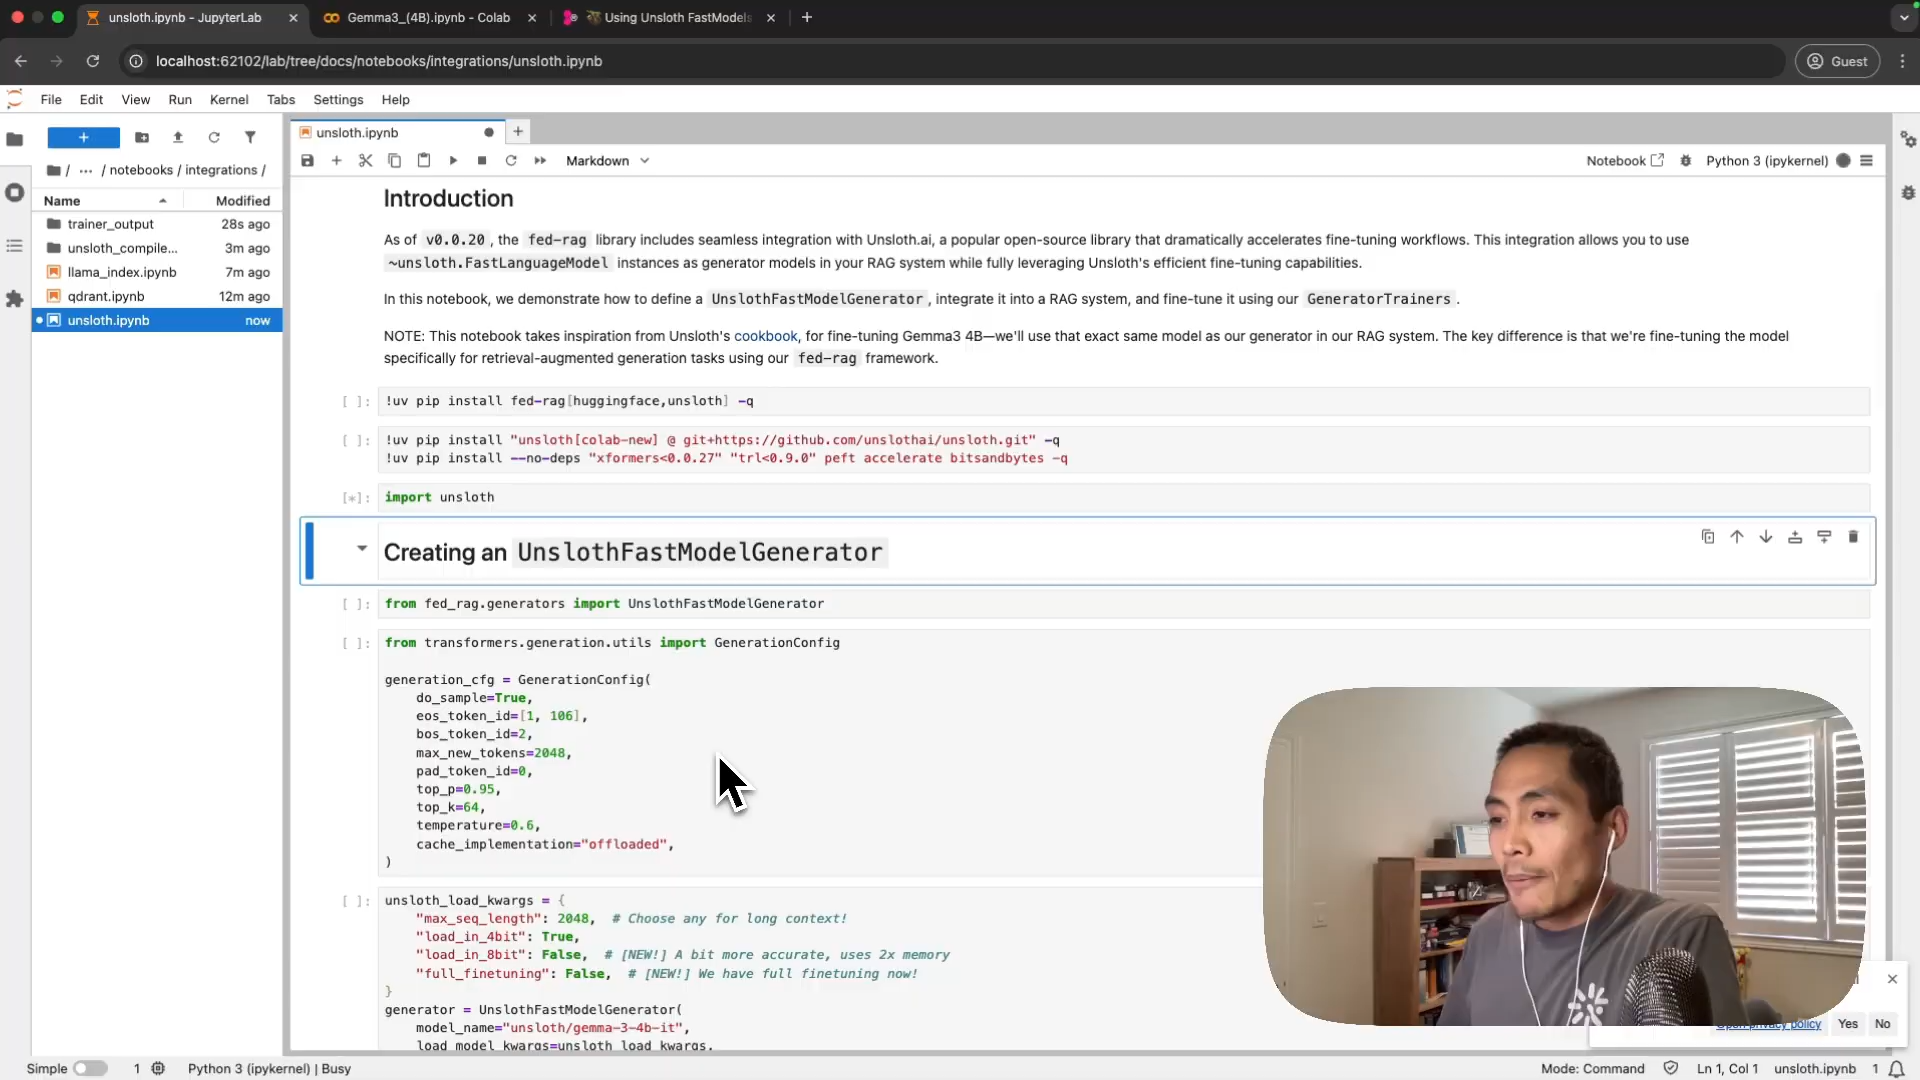 unsloth.ipynb - JupyterLab
Gemma3_(4B).ipynb - Colab
Using Unsloth FastModels
localhost:62102/lab/tree/docs/notebooks/integrations/unsloth.ipynb
Guest
File Edit View Run Kernel Tabs Settings Help
unsloth.ipynb
/ ... / notebooks / integrations /
Markdown
Notebook
Python 3 (ipykernel)
Name Modified
trainer_output 28s ago
unsloth_compile... 3m ago
llama_index.ipynb 7m ago
qdrant.ipynb 12m ago
unsloth.ipynb now
Introduction
As of v0.0.20 , the fed-rag library includes seamless integration with Unsloth.ai, a popular open-source library that dramatically accelerates fine-tuning workflows. This integration allows you to use
~unsloth.FastLanguageModel instances as generator models in your RAG system while fully leveraging Unsloth's efficient fine-tuning capabilities.
In this notebook, we demonstrate how to define a UnslothFastModelGenerator , integrate it into a RAG system, and fine-tune it using our GeneratorTrainers .
NOTE: This notebook takes inspiration from Unsloth's cookbook, for fine-tuning Gemma3 4B—we'll use that exact same model as our generator in our RAG system. The key difference is that we're fine-tuning the model
specifically for retrieval-augmented generation tasks using our fed-rag framework.
[ ]: !uv pip install fed-rag[huggingface,unsloth] -q
[ ]: !uv pip install "unsloth[colab-new] @ git+https://github.com/unslothai/unsloth.git" -q
!uv pip install --no-deps "xformers<0.0.27" "trl<0.9.0" peft accelerate bitsandbytes -q
[*]: import unsloth
Creating an UnslothFastModelGenerator
[ ]: from fed_rag.generators import UnslothFastModelGenerator
[ ]: from transformers.generation.utils import GenerationConfig
generation_cfg = GenerationConfig(
do_sample=True,
eos_token_id=[1, 106],
bos_token_id=2,
max_new_tokens=2048,
pad_token_id=0,
top_p=0.95,
top_k=64,
temperature=0.6,
cache_implementation="offloaded",
)
[ ]: unsloth_load_kwargs = {
"max_seq_length": 2048, # Choose any for long context!
"load_in_4bit": True,
"load_in_8bit": False, # [NEW!] A bit more accurate, uses 2x memory
"full_finetuning": False, # [NEW!] We have full finetuning now!
}
generator = UnslothFastModelGenerator(
model_name="unsloth/gemma-3-4b-it",
load_model_kwargs=unsloth_load_kwargs,
Open privacy policy Yes No
Simple 1 Python 3 (ipykernel) | Busy
Mode: Command Ln 1, Col 1 unsloth.ipynb 1